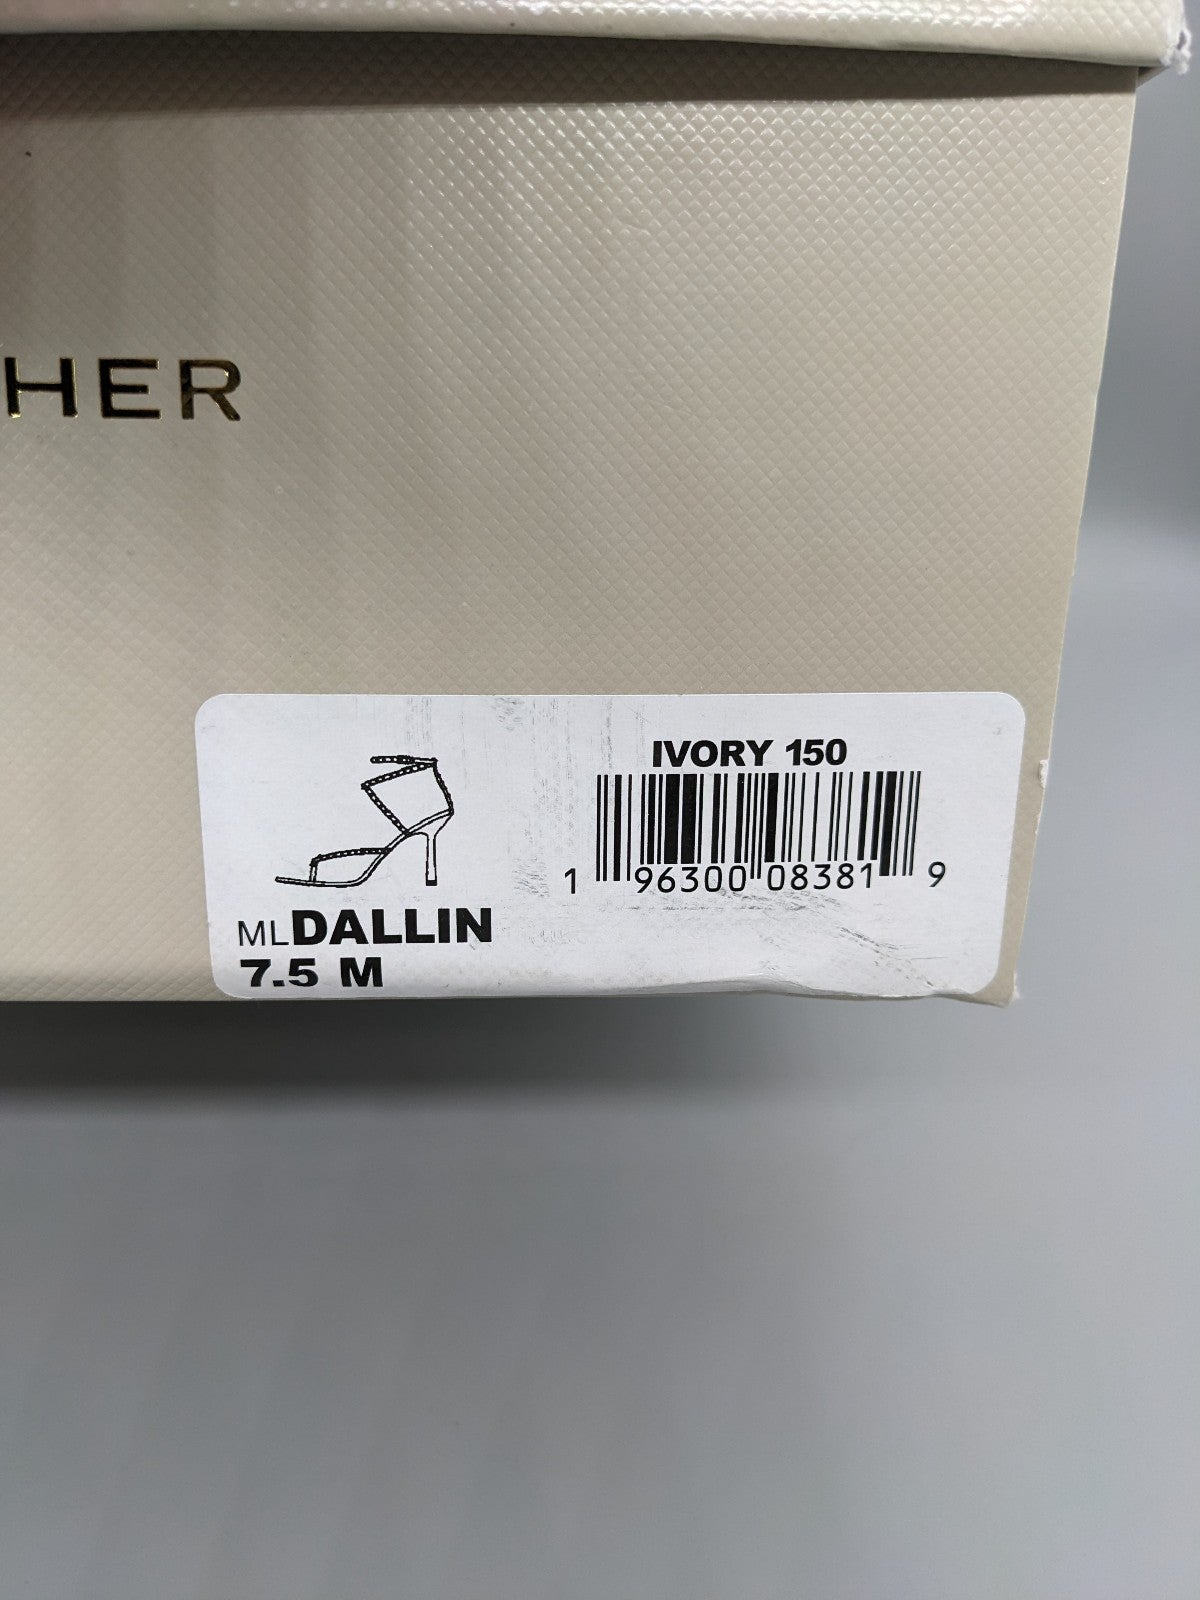 HER
IVORY 150
1 96300 08381 9
MLDALLIN
7.5 M